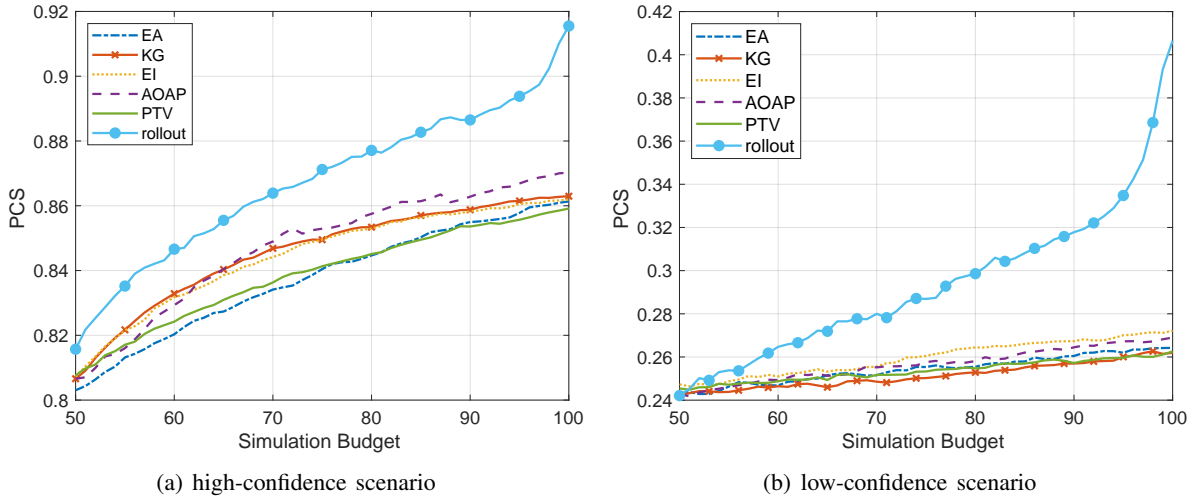 0.92
0.9
0.88
0.86
0.84
0.82
0.8
PCS
EA
KG
EI
AOAP
PTV
rollout
50 60 70 80 90 100
Simulation Budget
(a) high-confidence scenario
0.42
0.4
0.38
0.36
0.34
0.32
0.3
0.28
0.26
0.24
PCS
EA
KG
EI
AOAP
PTV
rollout
50 60 70 80 90 100
Simulation Budget
(b) low-confidence scenario